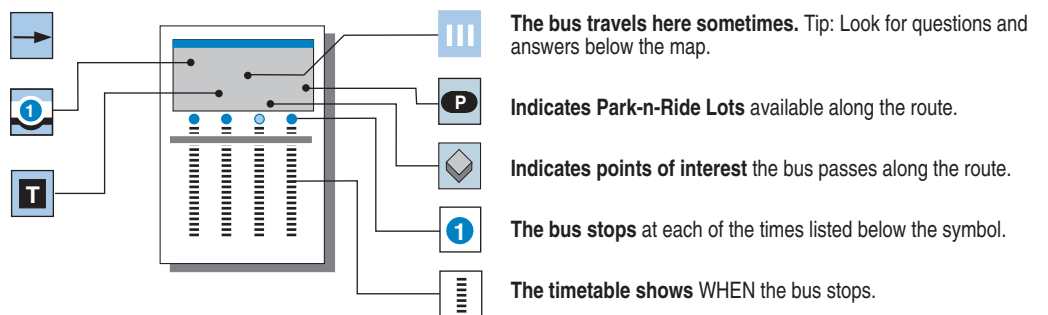 The bus travels here sometimes. Tip: Look for questions and
answers below the map.
1
P
Indicates Park-n-Ride Lots available along the route.
Indicates points of interest the bus passes along the route.
T
1
The bus stops at each of the times listed below the symbol.
The timetable shows WHEN the bus stops.